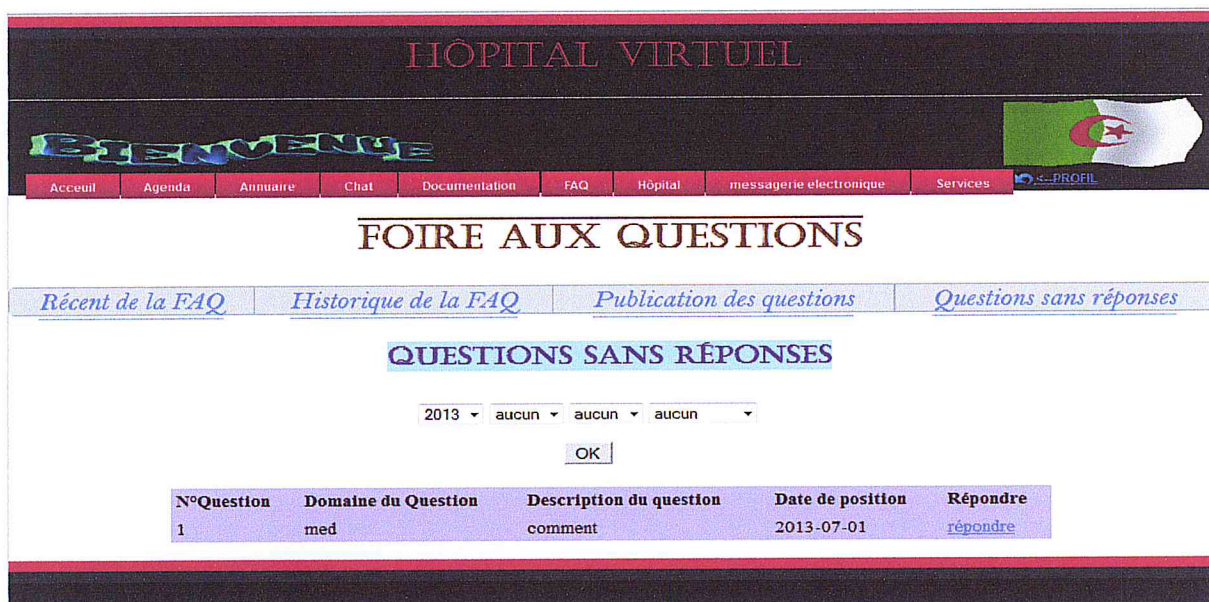 HÔPITAL VIRTUEL
BIENVENUE
Acceuil Agenda Annuaire Chat Documentation FAQ Hôpital messagerie electronique Services <--PROFIL
FOIRE AUX QUESTIONS
Récent de la FAQ Historique de la FAQ Publication des questions Questions sans réponses
QUESTIONS SANS RÉPONSES
2013 aucun aucun aucun
OK
N°Question Domaine du Question Description du question Date de position Répondre
1 med comment 2013-07-01 répondre